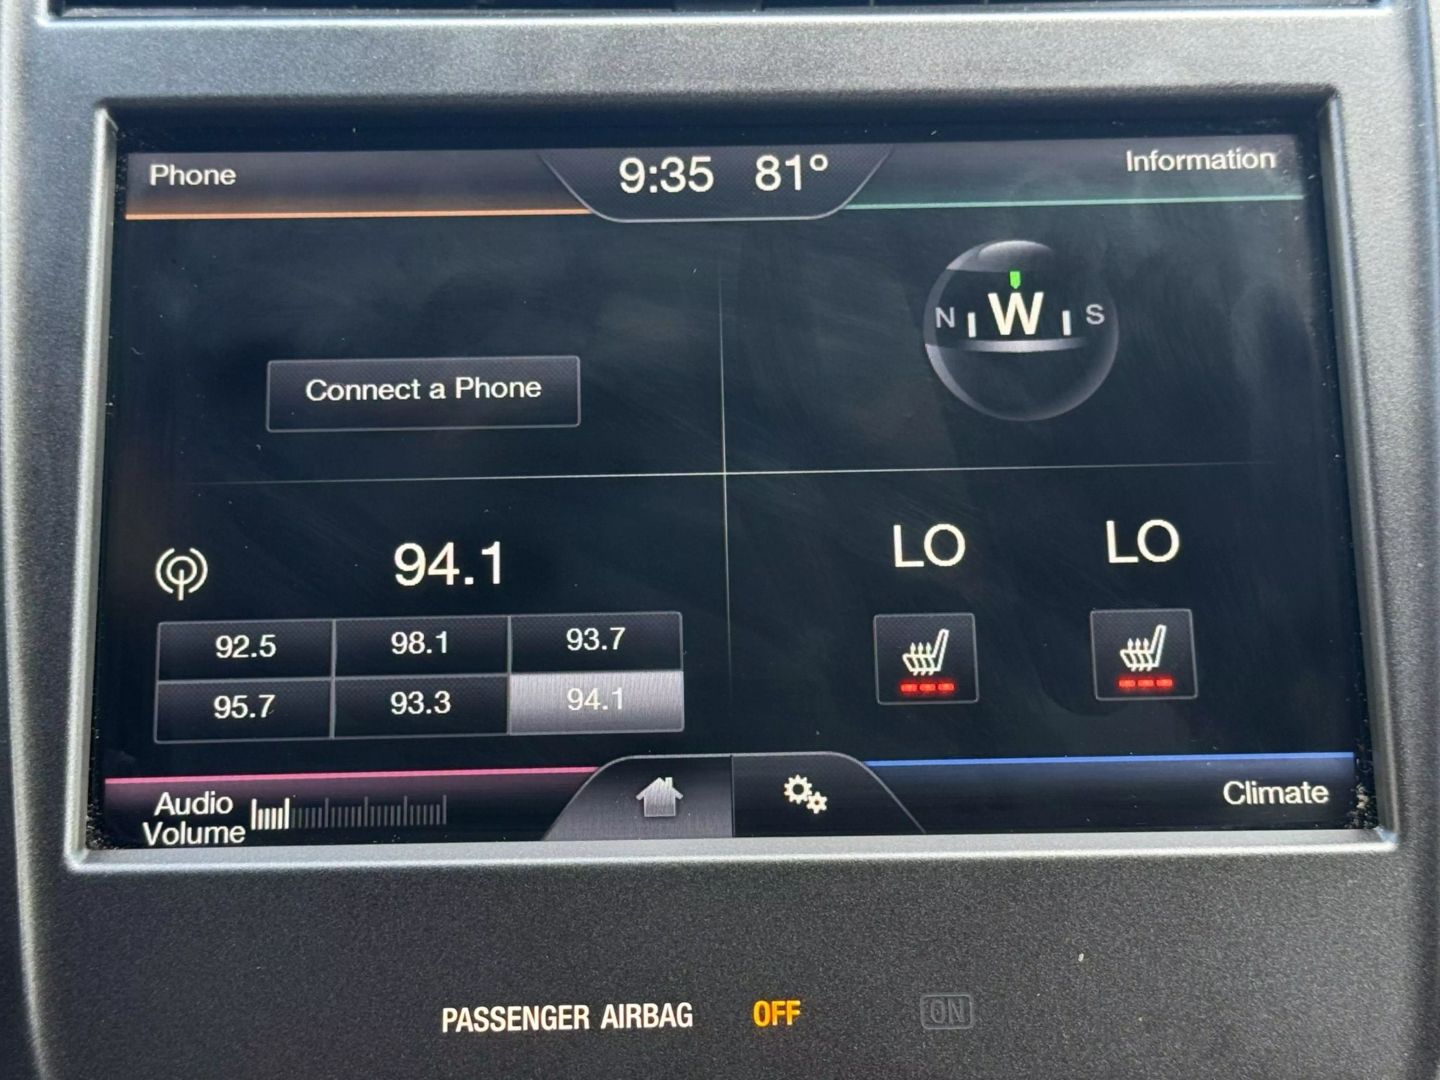 Phone
9:35 81°
Information
N W S
Connect a Phone
94.1
LO LO
92.5 98.1 93.7
95.7 93.3 94.1
Audio
Volume
Climate
PASSENGER AIRBAG OFF ON